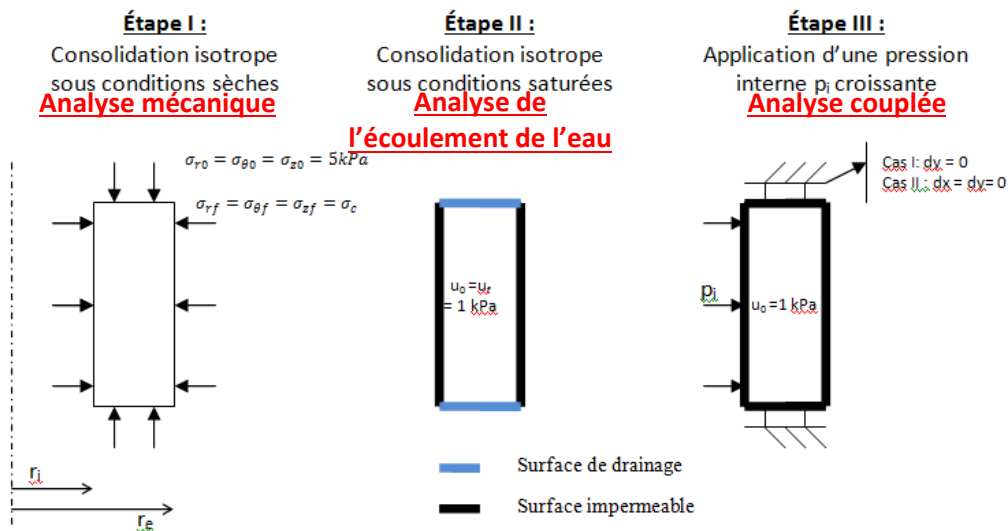 Étape I :
Consolidation isotrope
sous conditions sèches
Analyse mécanique
σr0 = σθ0 = σz0 = 5kPa
σrf = σθf = σzf = σc
ri
re
Étape II :
Consolidation isotrope
sous conditions saturées
Analyse de
l'écoulement de l'eau
u0 =uf
= 1 kPa
Surface de drainage
Surface impermeable
Étape III :
Application d'une pression
interne pi croissante
Analyse couplée
Cas I: dy = 0
Cas II : dx = dy= 0
pi
u0 =1 kPa